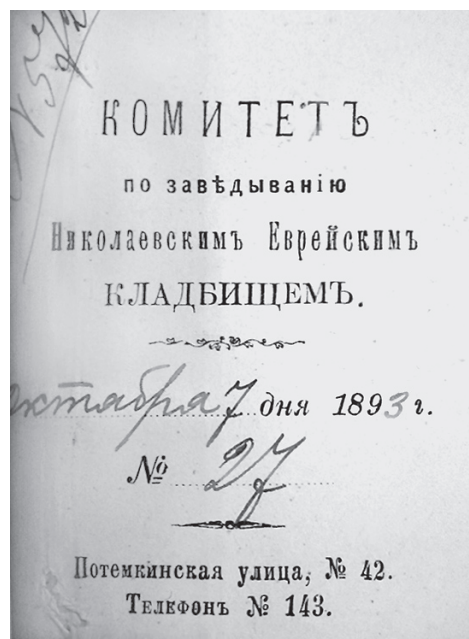 КОМИТЕТЪ
по завѣдыванію
Николаевскимъ Еврейскимъ
КЛАДБИЩЕМЪ.
октября 7 дня 1893 г.
№ 27
Потемкинская улица, № 42.
Телефонъ № 143.